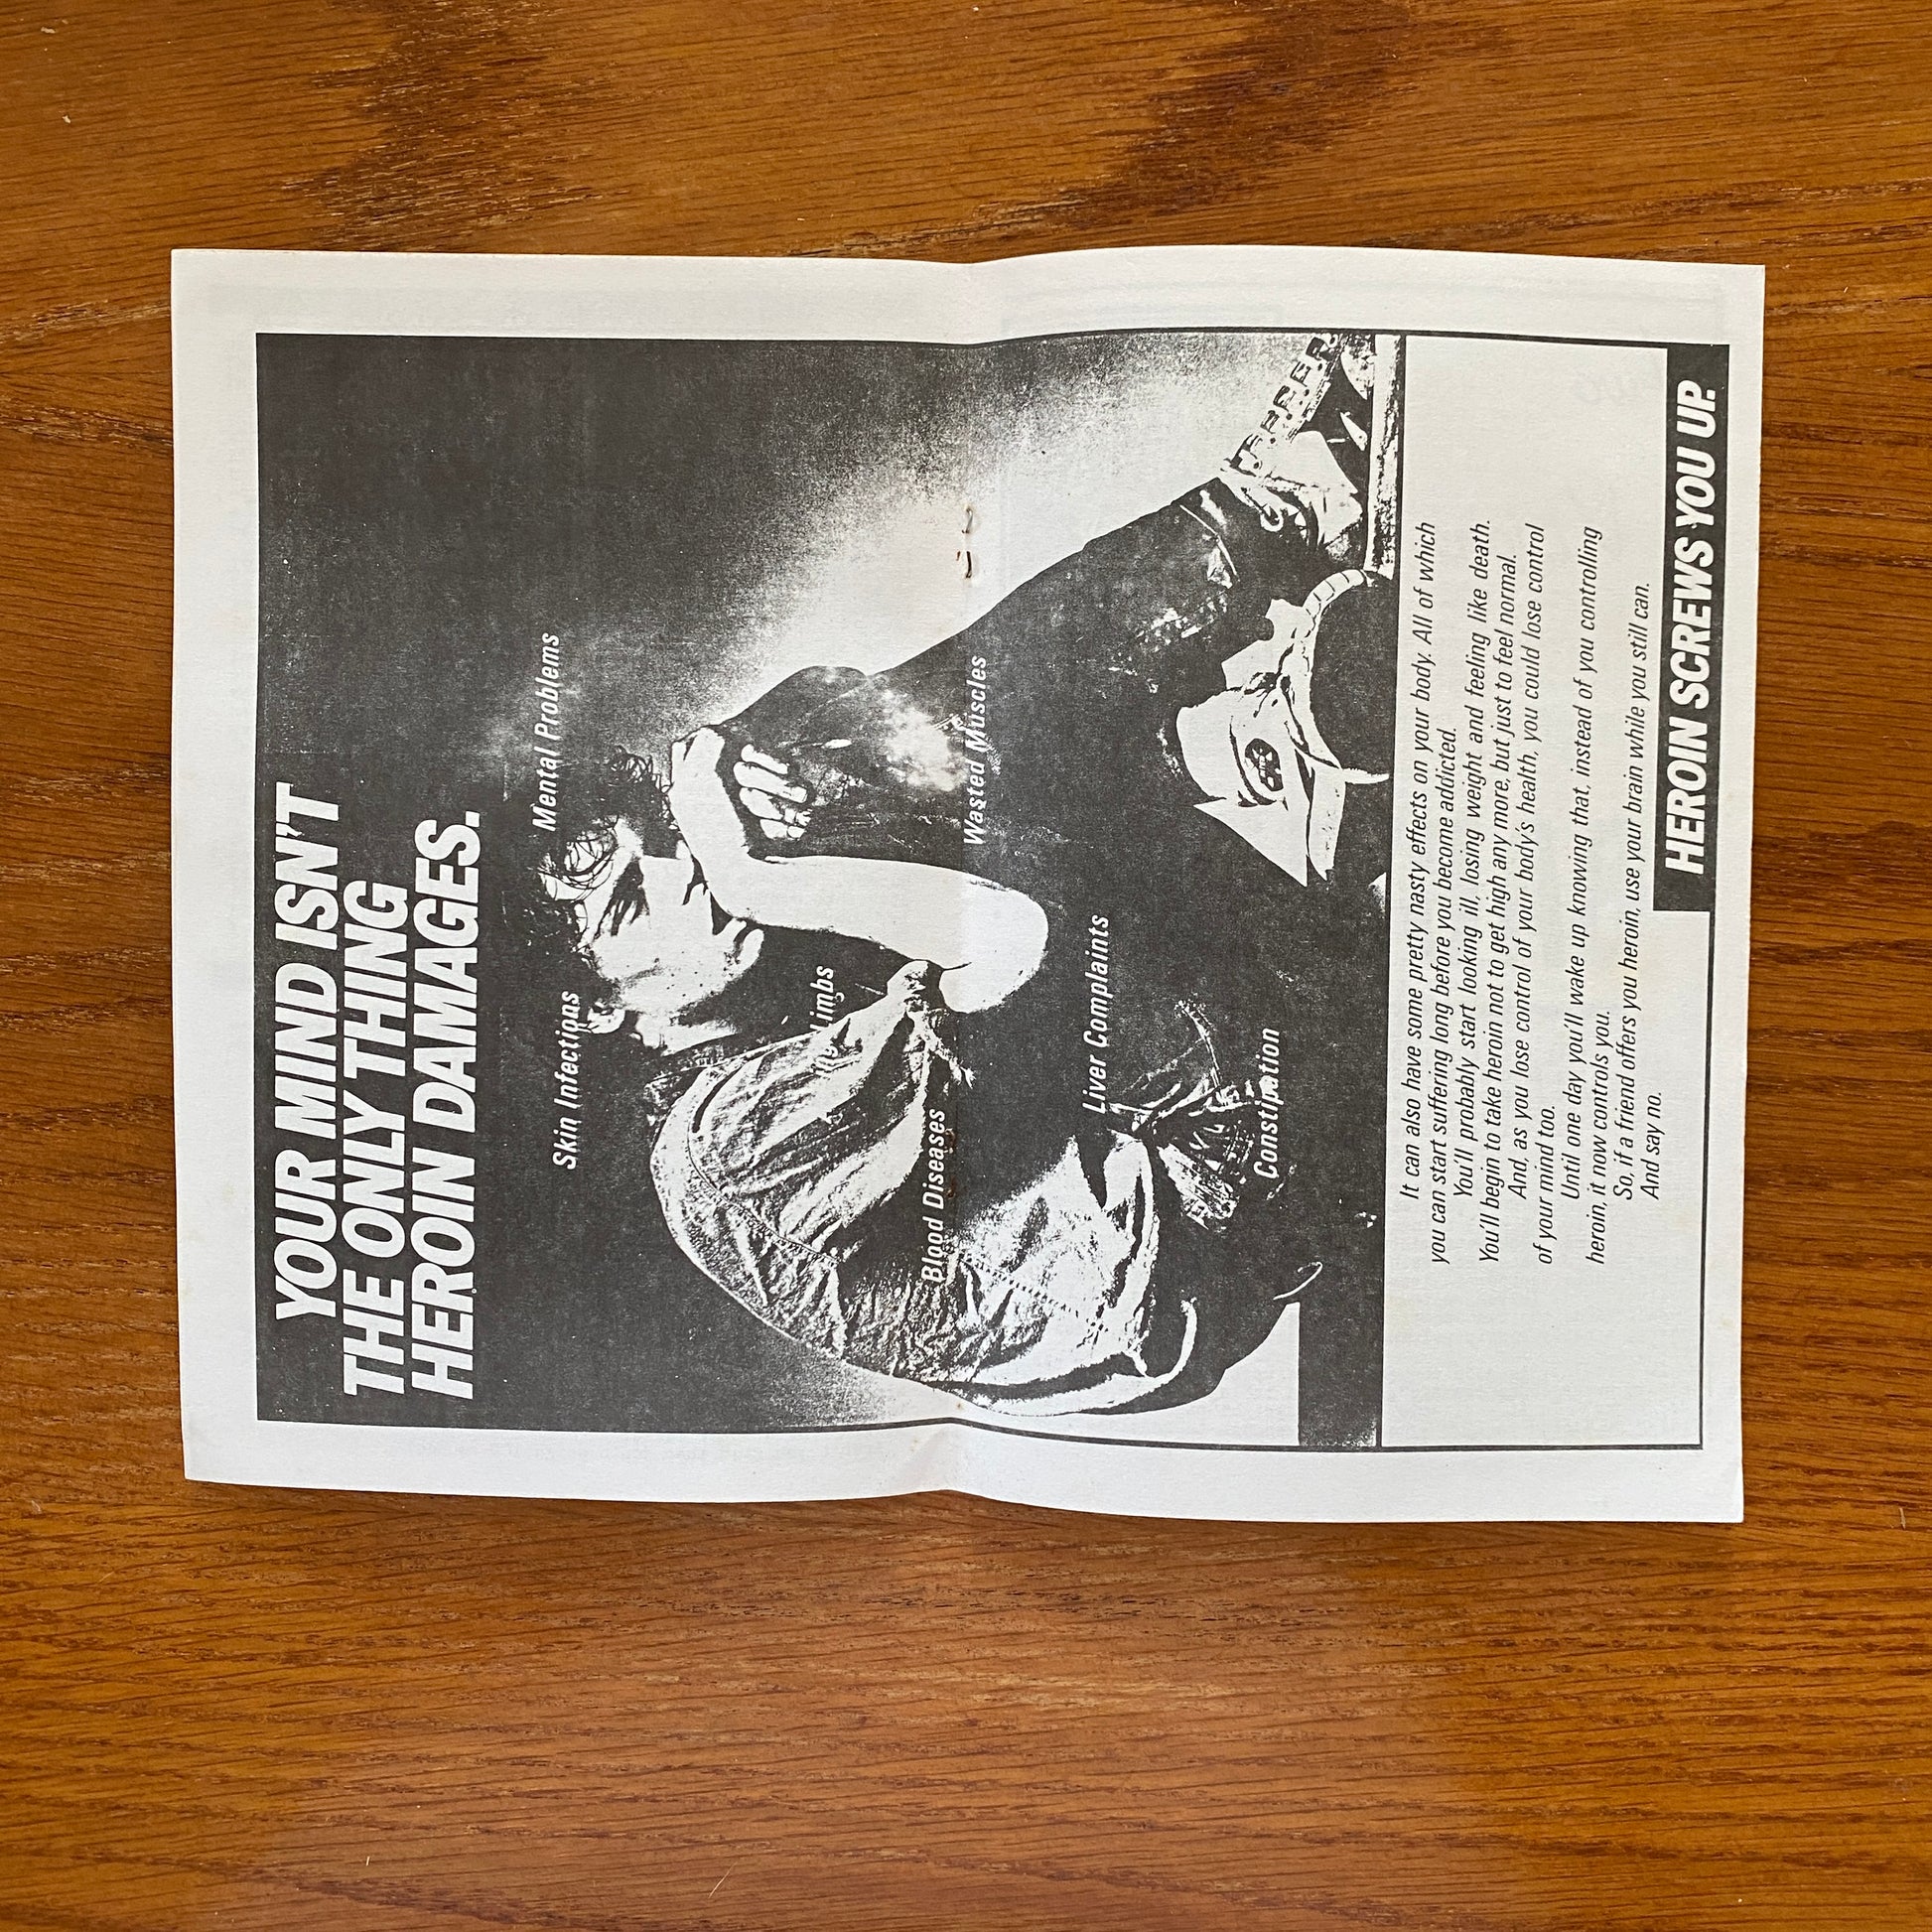 YOUR MIND ISN'T
THE ONLY THING
HEROIN DAMAGES.
Skin Infections
Mental Problems
Limbs
Blood Diseases
Wasted Muscles
Liver Complaints
Constipation
It can also have some pretty nasty effects on your body. All of which
you can start suffering long before you become addicted.
You'll probably start looking ill, losing weight and feeling like death.
You'll begin to take heroin not to get high any more, but just to feel normal.
And, as you lose control of your body's health, you could lose control
of your mind too.
Until one day you'll wake up knowing that, instead of you controlling
heroin, it now controls you.
So, if a friend offers you heroin, use your brain while you still can.
And say no.
HEROIN SCREWS YOU UP.